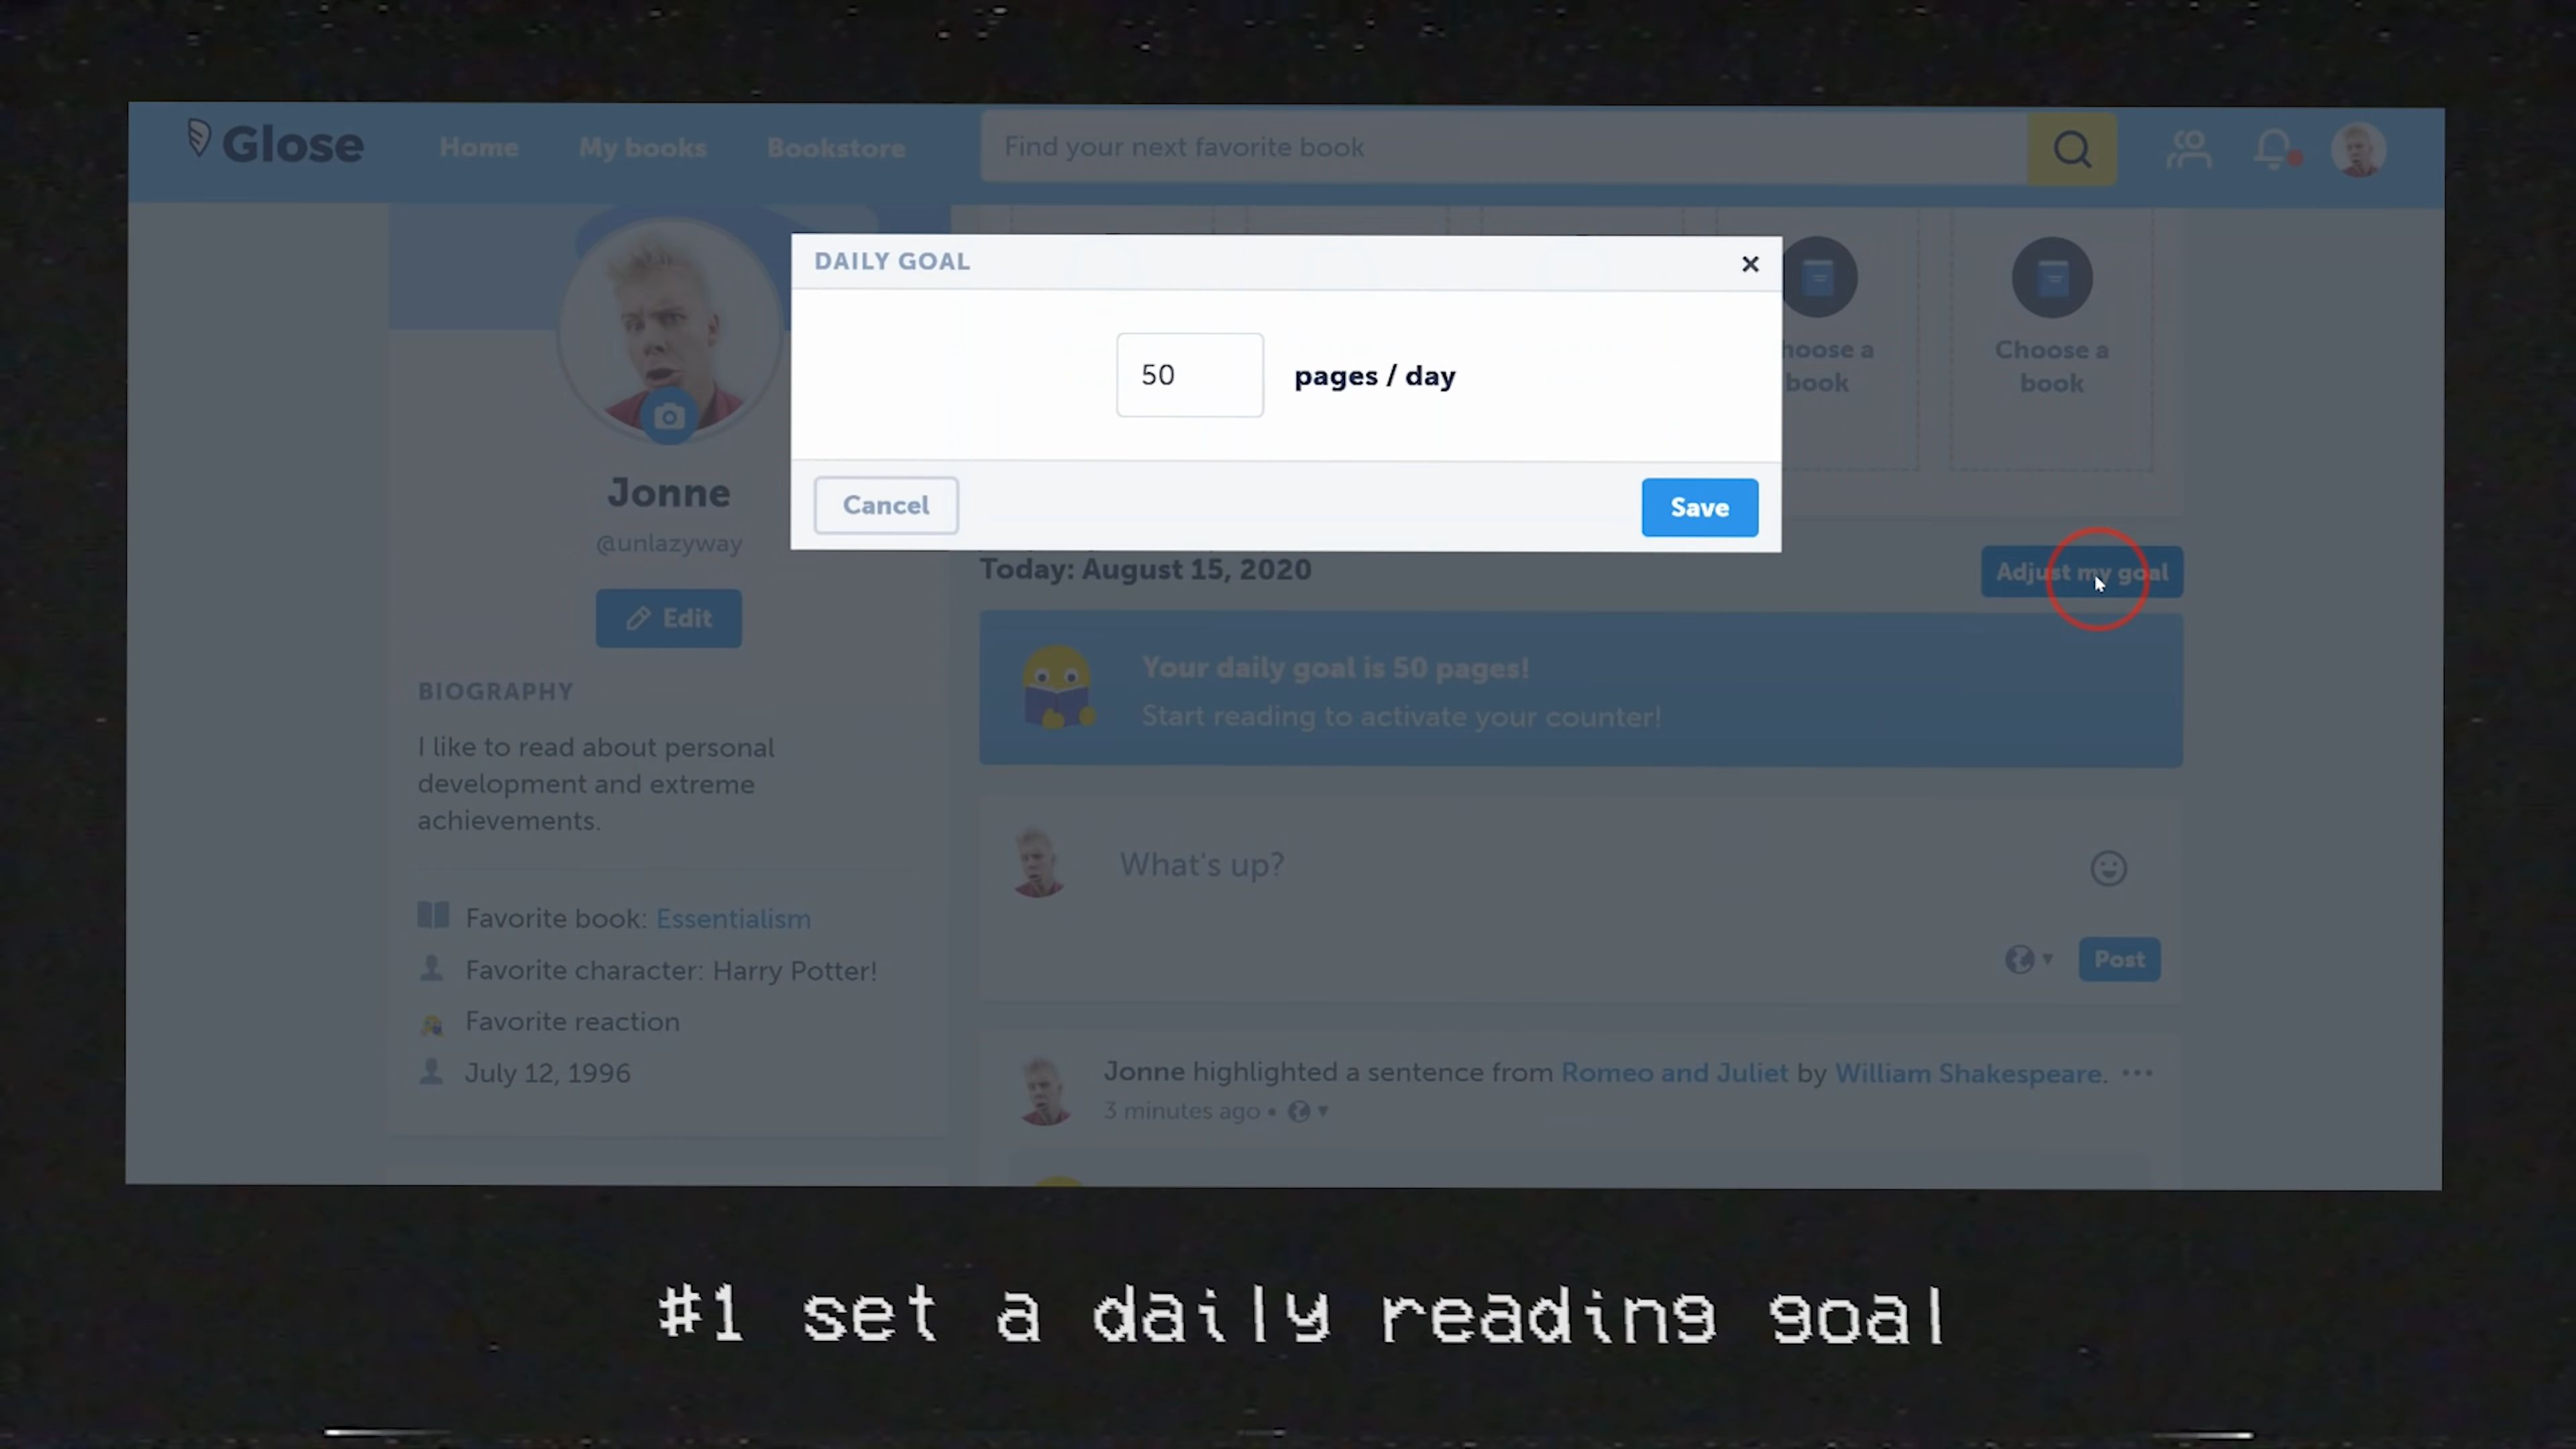 Glose
Home
My books
Bookstore
Find your next favorite book
DAILY GOAL
50
pages / day
Cancel
Save
hoose a
book
Choose a
book
Jonne
@unlazyway
Edit
BIOGRAPHY
I like to read about personal
development and extreme
achievements.
Favorite book: Essentialism
Favorite character: Harry Potter!
Favorite reaction
July 12, 1996
Today: August 15, 2020
Adjust my goal
Your daily goal is 50 pages!
Start reading to activate your counter!
What's up?
Post
Jonne highlighted a sentence from Romeo and Juliet by William Shakespeare.
3 minutes ago •
#1 set a daily reading goal